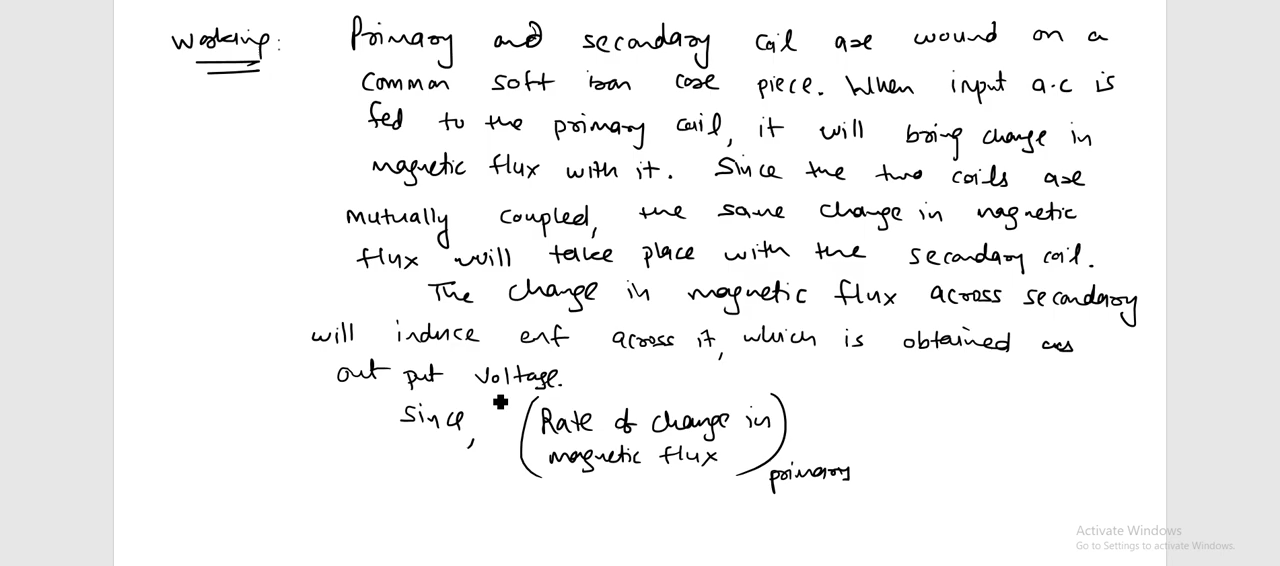 Working: Primary and secondary coil are wound on a
common soft iron core piece. When input a.c is
fed to the primary coil, it will bring change in
magnetic flux with it. Since the two coils are
mutually coupled, the same change in magnetic
flux will take place with the secondary coil.
The change in magnetic flux across secondary
will induce emf across it, which is obtained as
out put voltage.
Since, (Rate of change in
magnetic flux)primary
Activate Windows
Go to Settings to activate Windows.